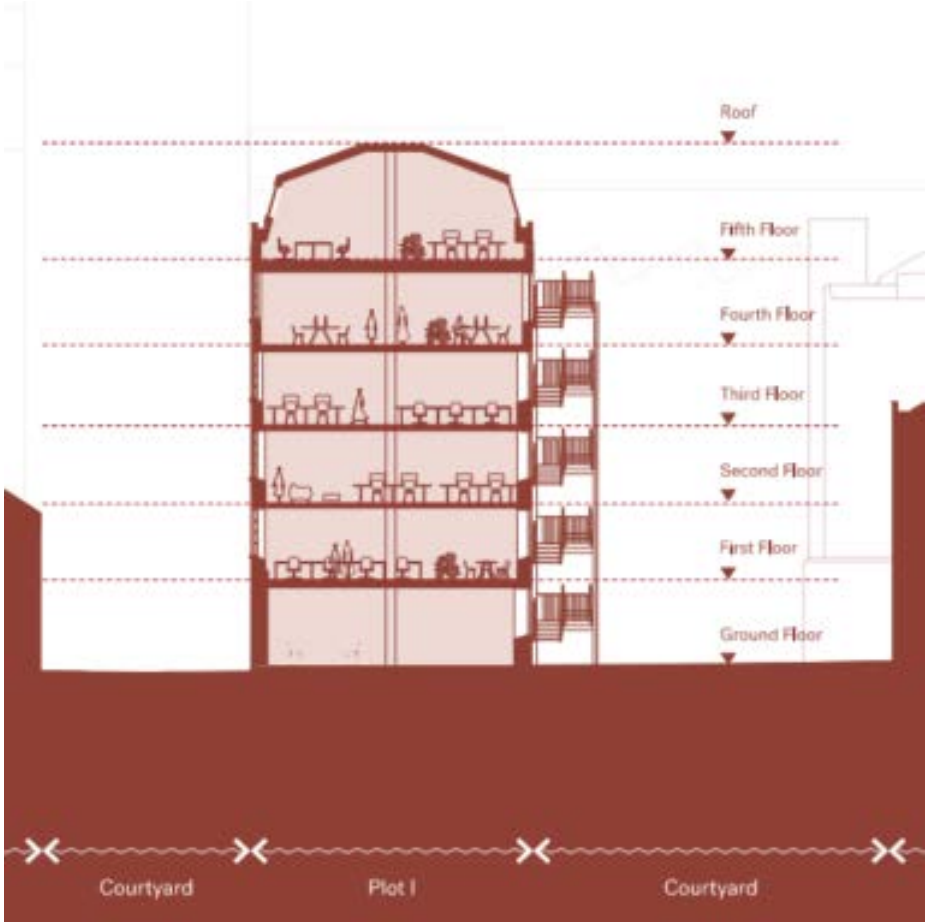 Roof
Fifth Floor
Fourth Floor
Third Floor
Second Floor
First Floor
Ground Floor
Courtyard
Plot I
Courtyard